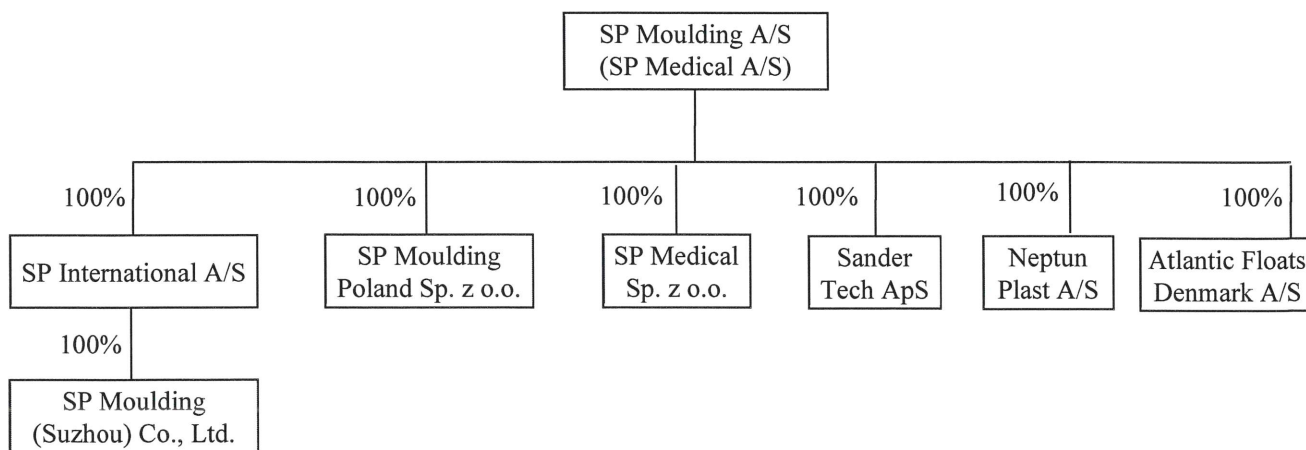 SP Moulding A/S
(SP Medical A/S)
100%
100%
100%
100%
100%
100%
SP International A/S
SP Moulding
Poland Sp. z o.o.
SP Medical
Sp. z o.o.
Sander
Tech ApS
Neptun
Plast A/S
Atlantic Floats
Denmark A/S
100%
SP Moulding
(Suzhou) Co., Ltd.